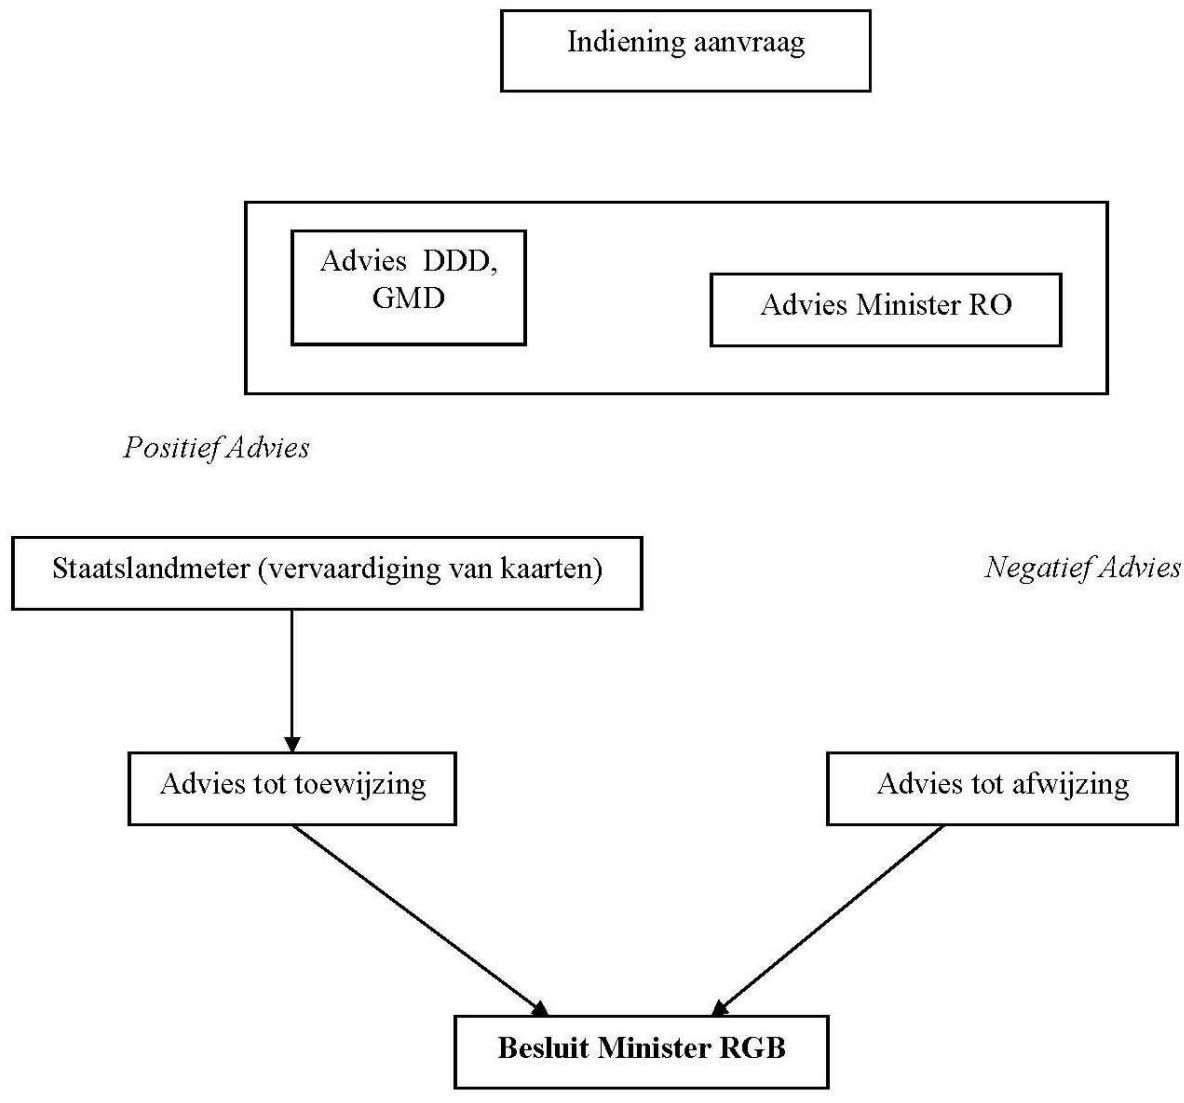 Indiening aanvraag
Advies DDD,
GMD
Advies Minister RO
Positief Advies
Staatslandmeter (vervaardiging van kaarten)
Negatief Advies
Advies tot toewijzing
Advies tot afwijzing
Besluit Minister RGB